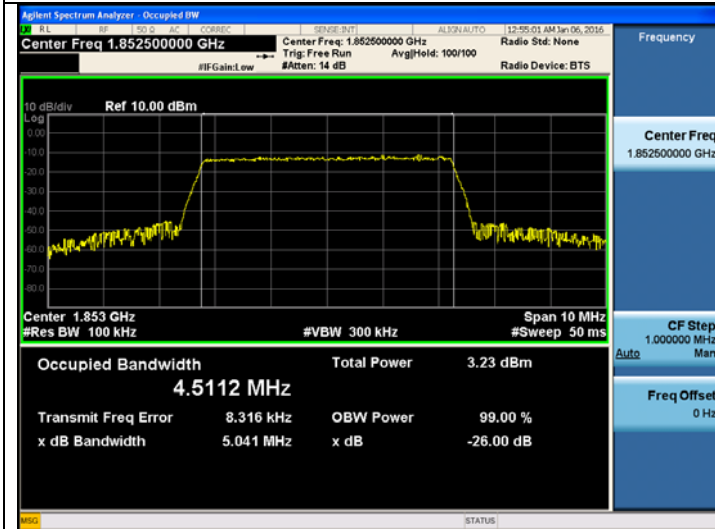 Agilent Spectrum Analyzer - Occupied BW
RL RF 50 Ω AC CORREC SENSE:INT ALIGN AUTO 12:55:01 AM Jan 06, 2016
Center Freq 1.852500000 GHz
Center Freq: 1.852500000 GHz
Radio Std: None
Trig: Free Run Avg|Hold: 100/100
#IFGain:Low
#Atten: 14 dB
Radio Device: BTS
Frequency
10 dB/div Ref 10.00 dBm
Log
0.00
-10.0
-20.0
-30.0
-40.0
-50.0
-60.0
-70.0
-80.0
Center 1.853 GHz
Span 10 MHz
#Res BW 100 kHz
#VBW 300 kHz
#Sweep 50 ms
Occupied Bandwidth
4.5112 MHz
Total Power 3.23 dBm
Transmit Freq Error 8.316 kHz
OBW Power 99.00 %
x dB Bandwidth 5.041 MHz
x dB -26.00 dB
Center Freq
1.852500000 GHz
CF Step
1.000000 MHz
Auto Man
Freq Offset
0 Hz
MSG
STATUS